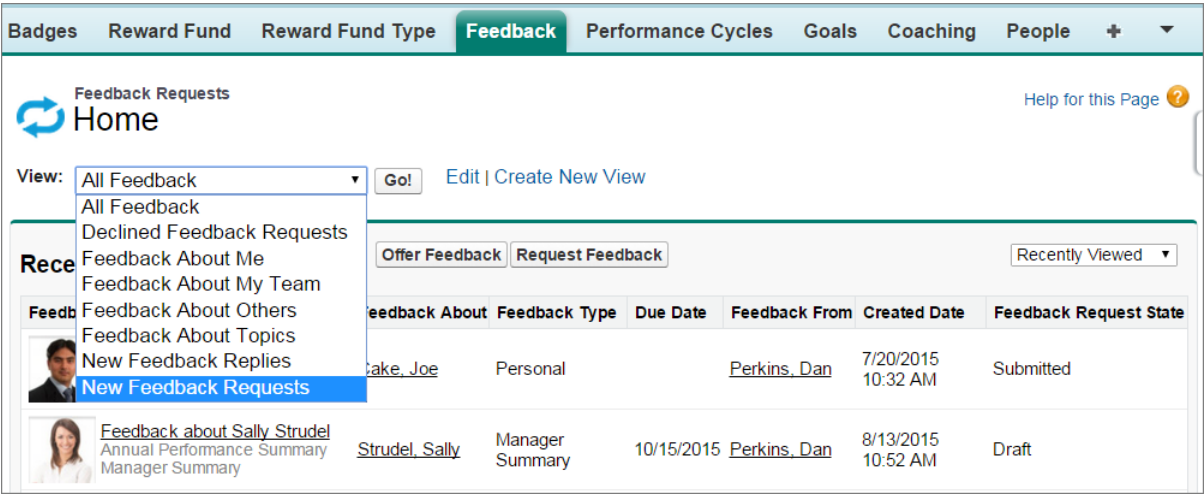 Badges Reward Fund Reward Fund Type Feedback Performance Cycles Goals Coaching People +
Feedback Requests
Home
Help for this Page ?
View: All Feedback Go! Edit | Create New View
All Feedback
Declined Feedback Requests
Feedback About Me
Feedback About My Team
Feedback About Others
Feedback About Topics
New Feedback Replies
New Feedback Requests
Rece Offer Feedback Request Feedback Recently Viewed
Feedb eedback About Feedback Type Due Date Feedback From Created Date Feedback Request State
Cake, Joe Personal Perkins, Dan 7/20/2015 10:32 AM Submitted
Feedback about Sally Strudel
Annual Performance Summary
Manager Summary
Strudel, Sally Manager Summary 10/15/2015 Perkins, Dan 8/13/2015 10:52 AM Draft